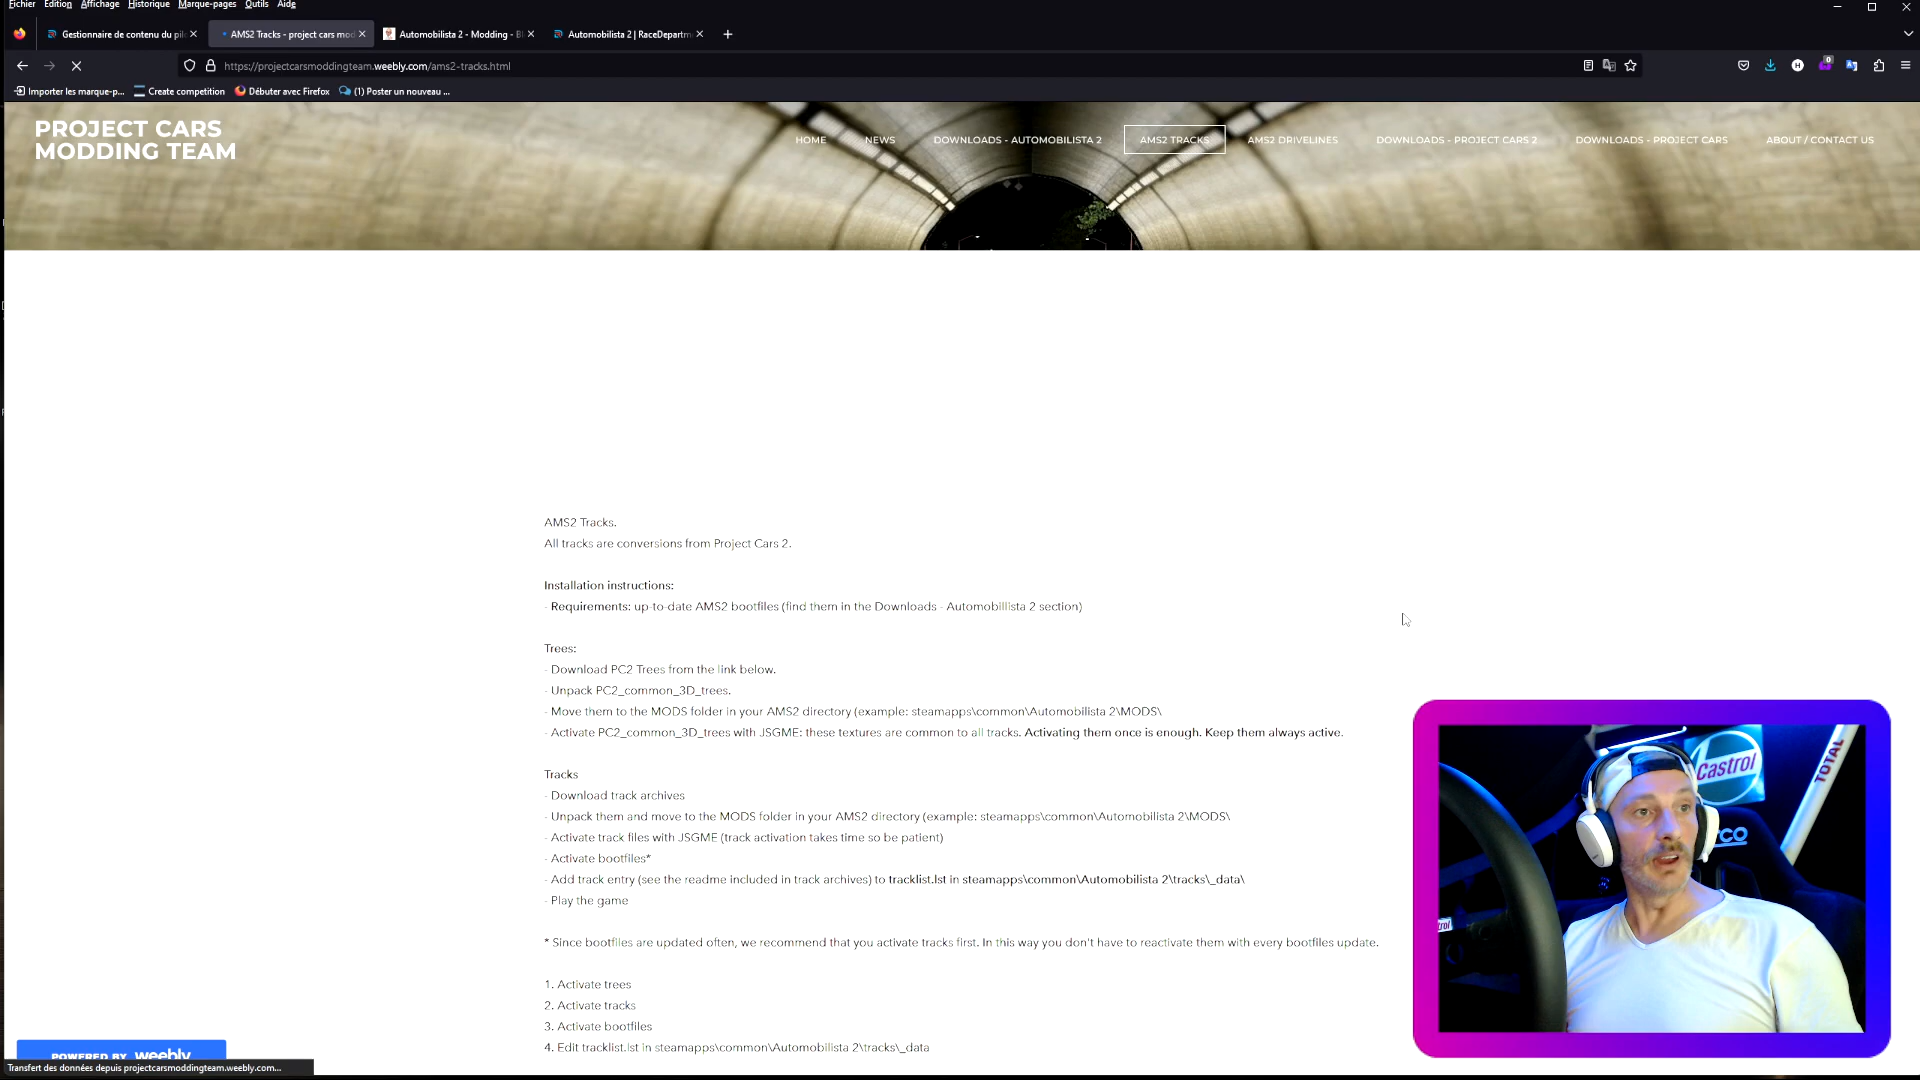 Fichier Edition Affichage Historique Marque-pages Outils Aide
Gestionnaire de contenu du pil
AMS2 Tracks - project cars mod
Automobilista 2 - Modding - B
Automobilista 2 | RaceDepartm
https://projectcarsmoddingteam.weebly.com/ams2-tracks.html
Importer les marque-p... Create competition Débuter avec Firefox (1) Poster un nouveau ...
PROJECT CARS
MODDING TEAM
HOME NEWS DOWNLOADS - AUTOMOBILISTA 2 AMS2 TRACKS AMS2 DRIVELINES DOWNLOADS - PROJECT CARS 2 DOWNLOADS - PROJECT CARS ABOUT / CONTACT US
AMS2 Tracks.
All tracks are conversions from Project Cars 2.
Installation instructions:
- Requirements: up-to-date AMS2 bootfiles (find them in the Downloads - Automobillista 2 section)
Trees:
- Download PC2 Trees from the link below.
- Unpack PC2_common_3D_trees.
- Move them to the MODS folder in your AMS2 directory (example: steamapps\common\Automobilista 2\MODS\
- Activate PC2_common_3D_trees with JSGME: these textures are common to all tracks. Activating them once is enough. Keep them always active.
Tracks
- Download track archives
- Unpack them and move to the MODS folder in your AMS2 directory (example: steamapps\common\Automobilista 2\MODS\
- Activate track files with JSGME (track activation takes time so be patient)
- Activate bootfiles*
- Add track entry (see the readme included in track archives) to tracklist.lst in steamapps\common\Automobilista 2\tracks\_data\
- Play the game
* Since bootfiles are updated often, we recommend that you activate tracks first. In this way you don't have to reactivate them with every bootfiles update.
1. Activate trees
2. Activate tracks
3. Activate bootfiles
4. Edit tracklist.lst in steamapps\common\Automobilista 2\tracks\_data
POWERED BY weebly
Transfert des données depuis projectcarsmoddingteam.weebly.com...
Castrol
TOTAL